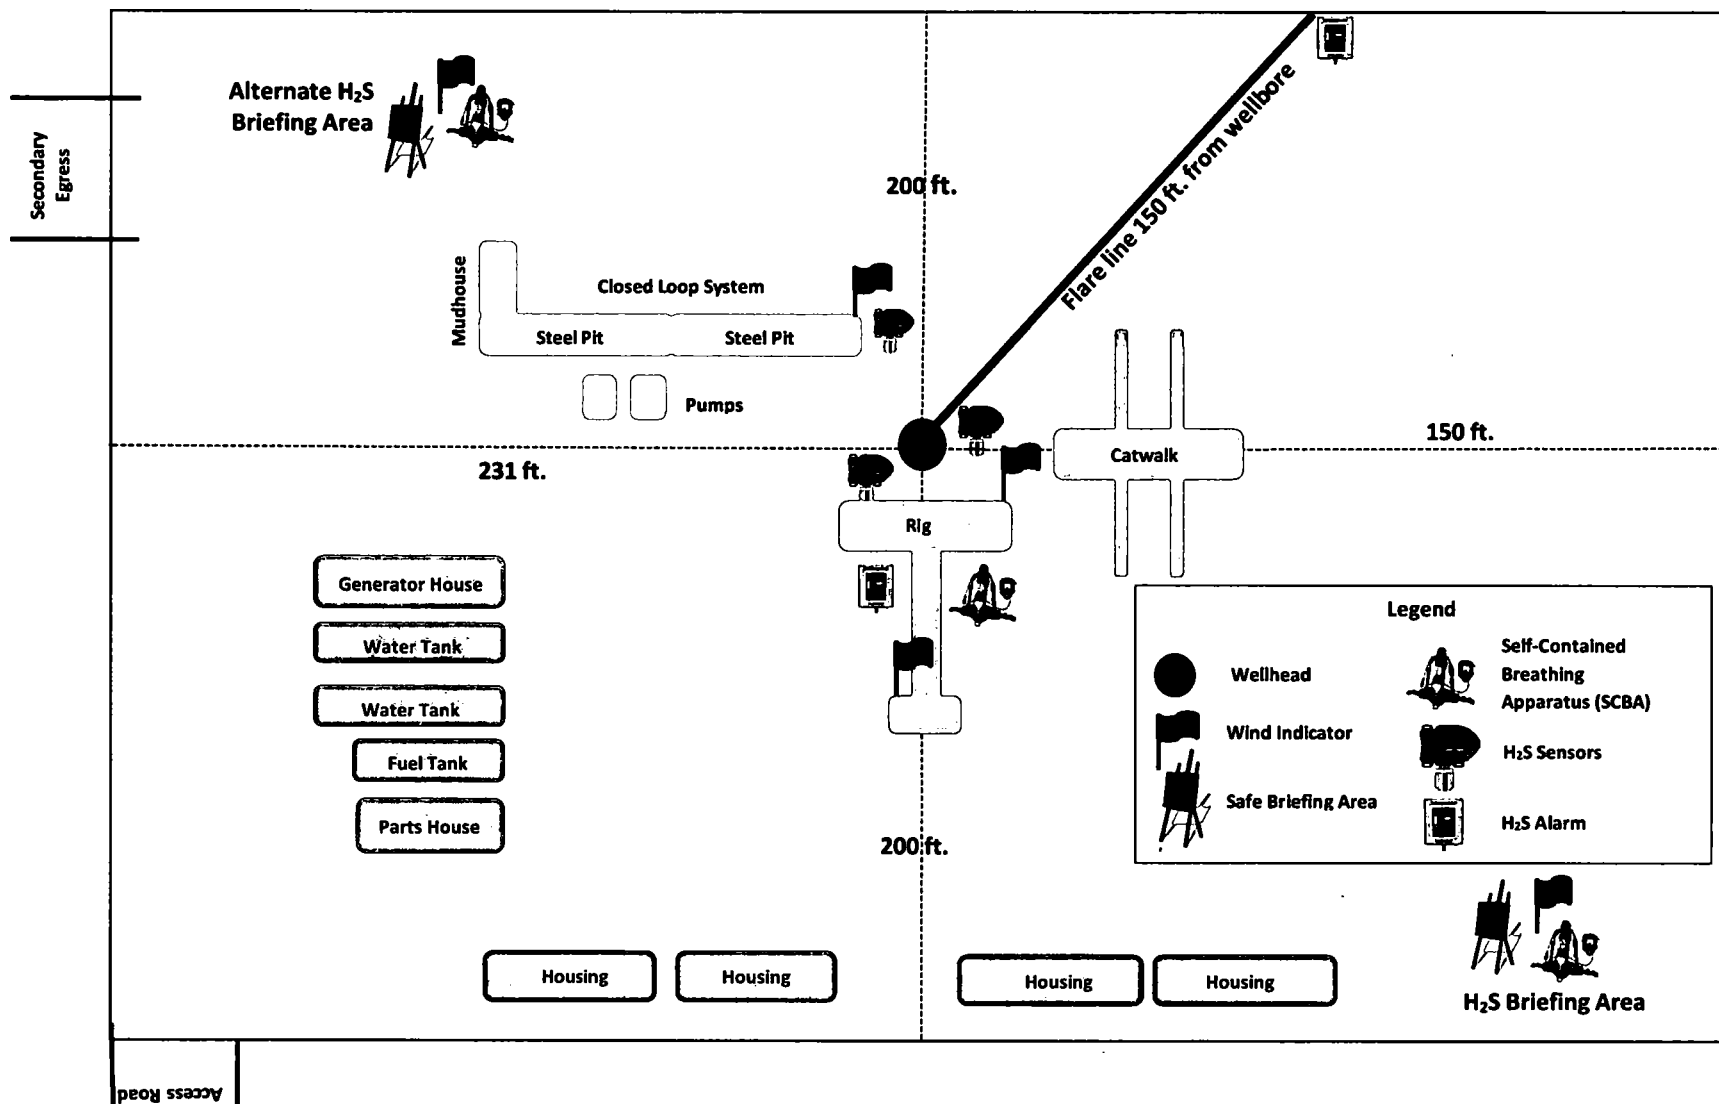 Alternate H₂S
Briefing Area
Secondary
Egress
200 ft.
Flare line 150 ft. from wellbore
Mudhouse
Closed Loop System
Steel Pit
Steel Pit
Pumps
231 ft.
150 ft.
Catwalk
Rig
Generator House
Water Tank
Water Tank
Fuel Tank
Parts House
200 ft.
Legend
Wellhead
Wind Indicator
Safe Briefing Area
Self-Contained
Breathing
Apparatus (SCBA)
H₂S Sensors
H₂S Alarm
Housing
Housing
Housing
Housing
H₂S Briefing Area
Access Road